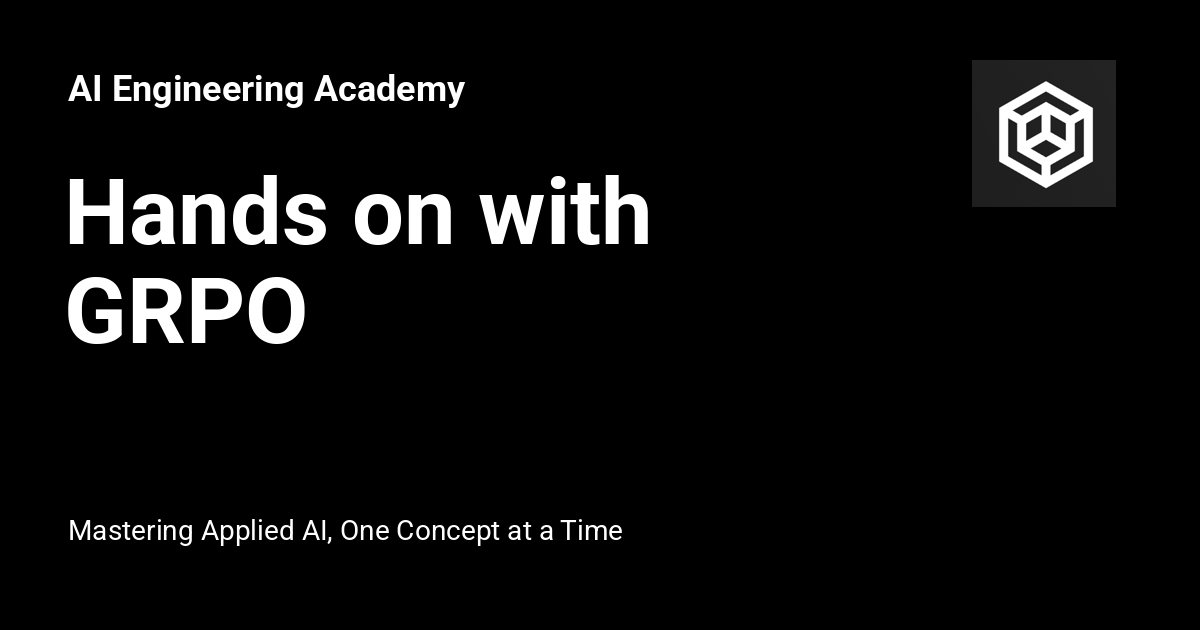 AI Engineering Academy
Hands on with
GRPO
Mastering Applied AI, One Concept at a Time